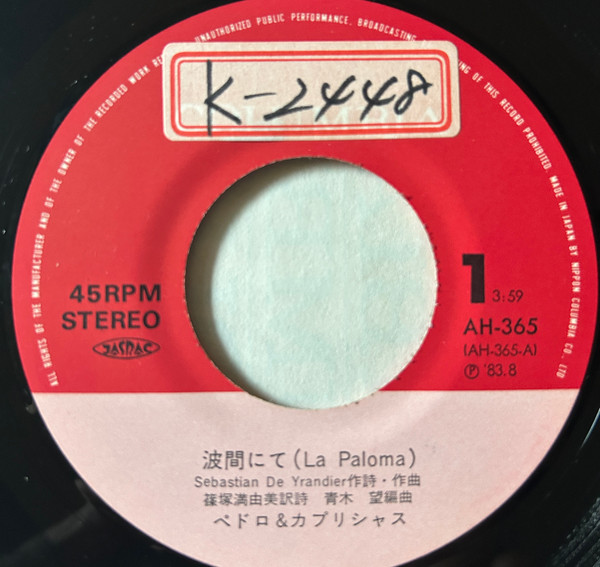 ALL RIGHTS OF THE MANUFACTURER AND OF THE OWNER OF THE RECORDED WORK RE
UNAUTHORIZED PUBLIC PERFORMANCE, BROADCASTING
NG OF THIS RECORD PROHIBITED. MADE IN JAPAN BY NIPPON COLUMBIA CO., LTD
K-2448
45RPM
STEREO
JASRAC
1 3:59
AH-365
(AH-365-A)
Ⓟ '83.8
波間にて(La Paloma)
Sebastian De Yrandier作詩・作曲
篠塚満由美訳詩 青木 望編曲
ペドロ&カプリシャス